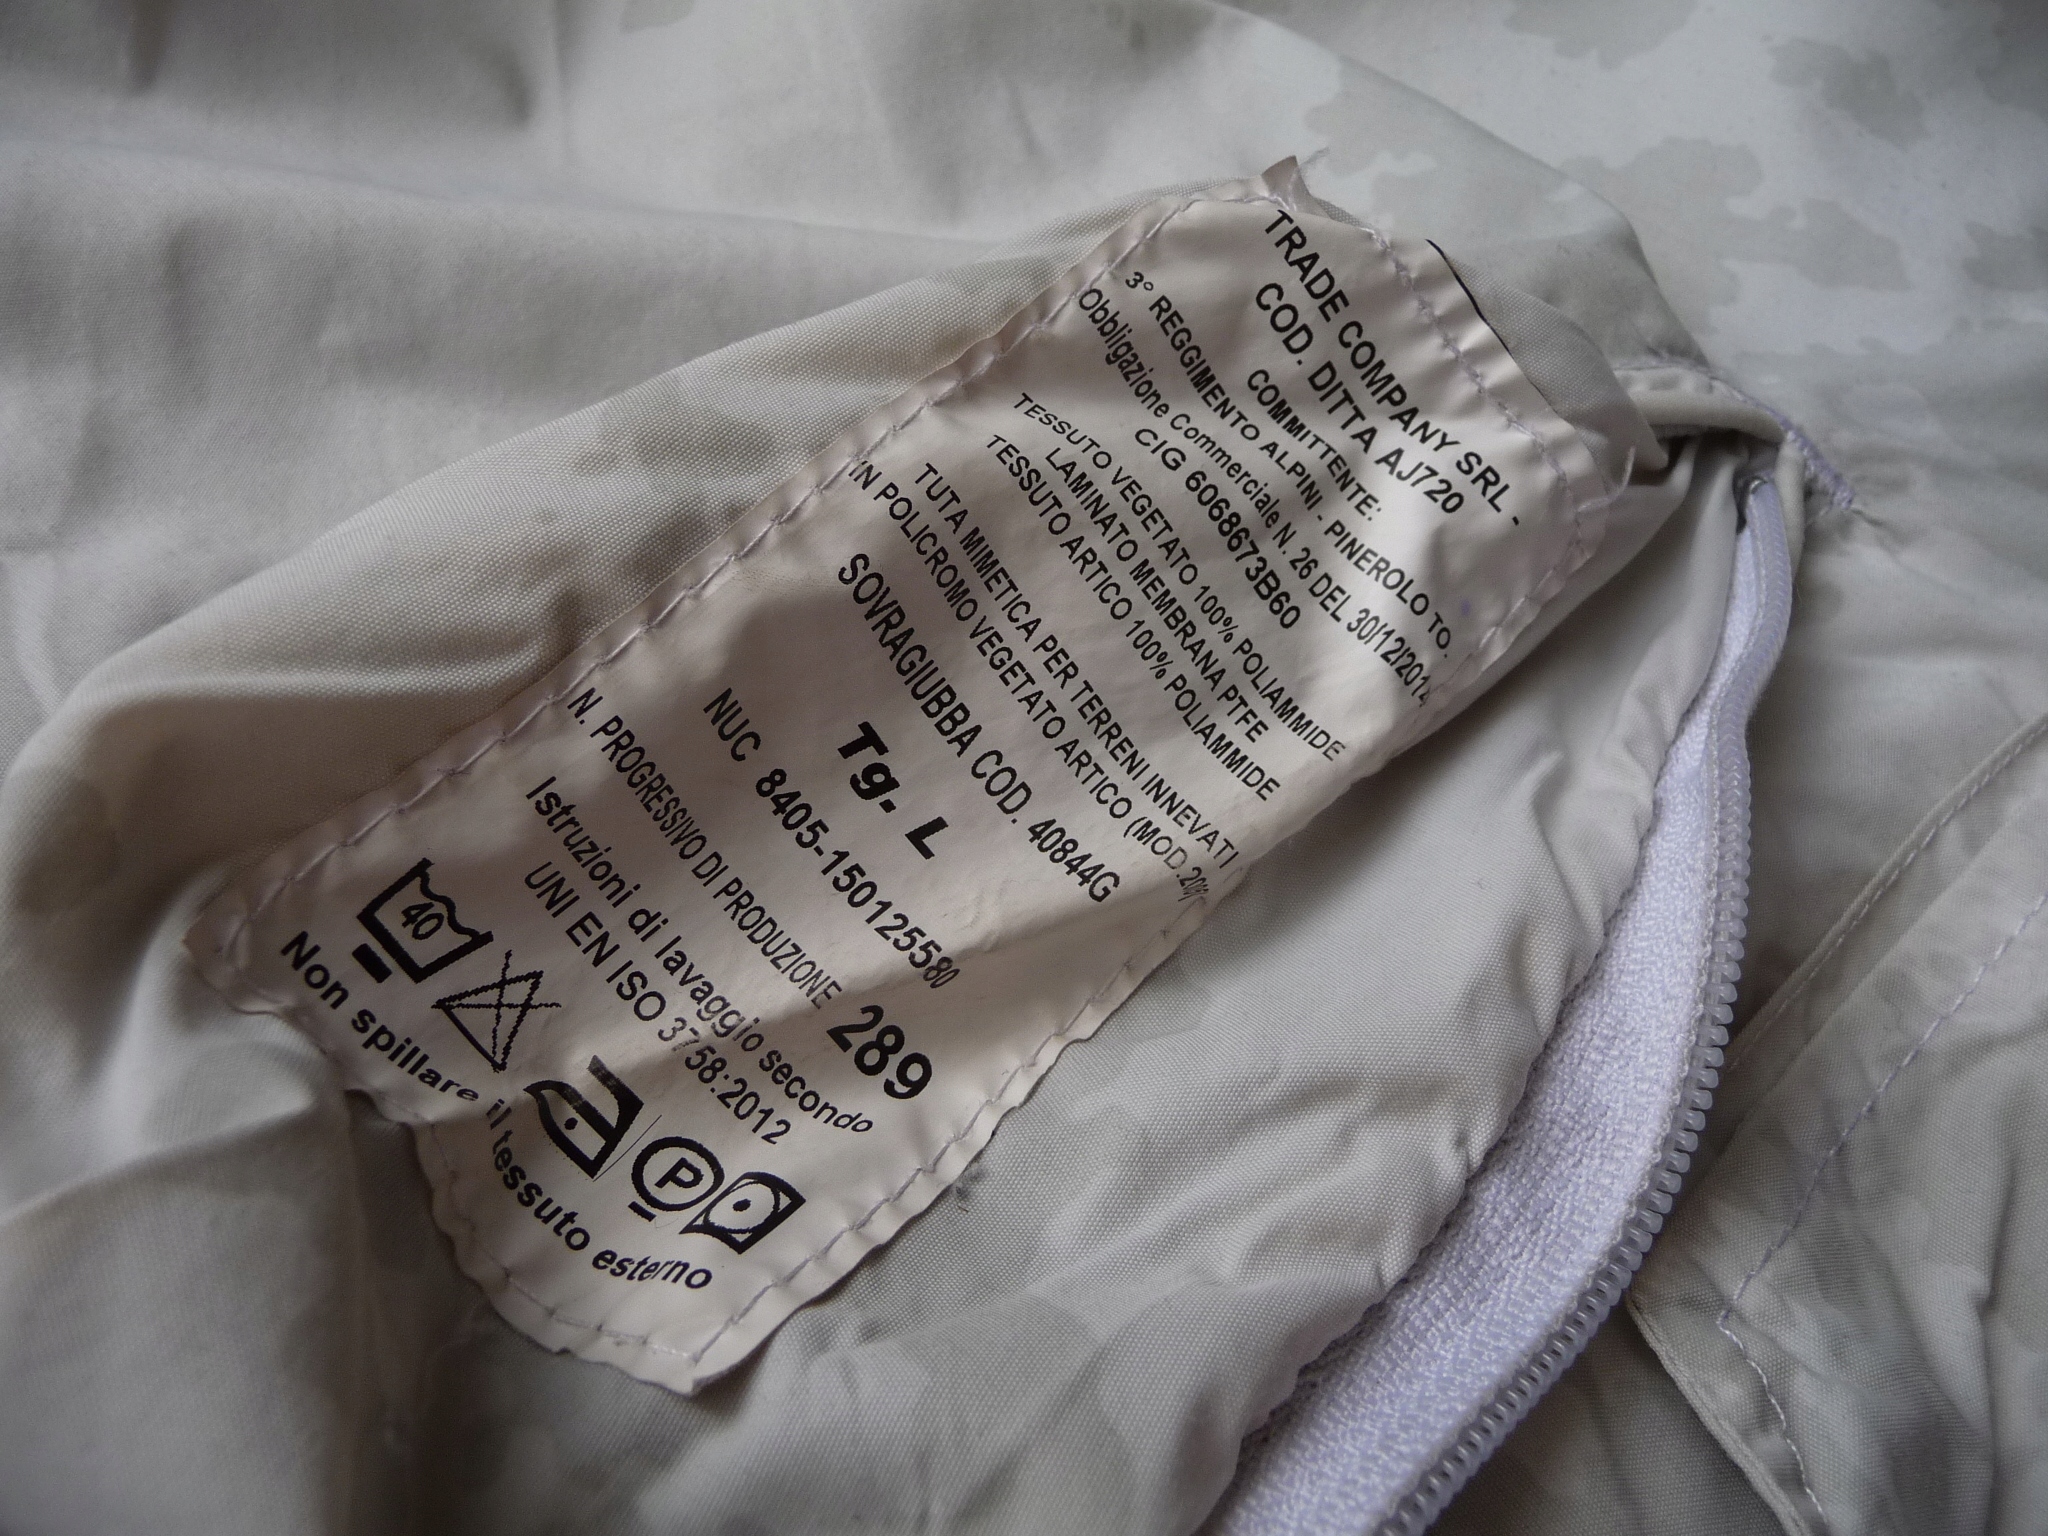 TRADE COMPANY SRL -
COD. DITTA AJ720
COMMITTENTE:
3° REGGIMENTO ALPINI - PINEROLO TO.
Obbligazione Commerciale N. 26 DEL 30/12/2014
CIG 6068673B60
TESSUTO VEGETATO 100% POLIAMMIDE
LAMINATO MEMBRANA PTFE
TESSUTO ARTICO 100% POLIAMMIDE
TUTA MIMETICA PER TERRENI INNEVATI
IN POLICROMO VEGETATO ARTICO (MOD.
SOVRAGIUBBA COD. 40844G
Tg- L
NUC 8405-150125580
N. PROGRESSIVO DI PRODUZIONE 289
Istruzioni di lavaggio secondo
UNI EN ISO 3758:2012
40 P
Non spillare il tessuto esterno